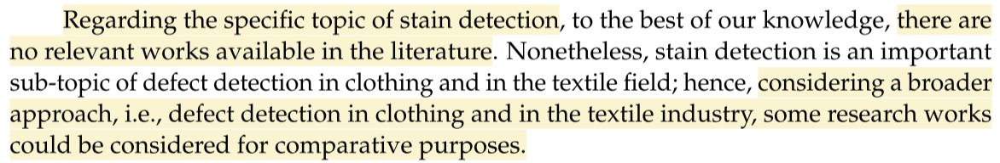 Regarding the specific topic of stain detection, to the best of our knowledge, there are
no relevant works available in the literature. Nonetheless, stain detection is an important
sub-topic of defect detection in clothing and in the textile field; hence, considering a broader
approach, i.e., defect detection in clothing and in the textile industry, some research works
could be considered for comparative purposes.